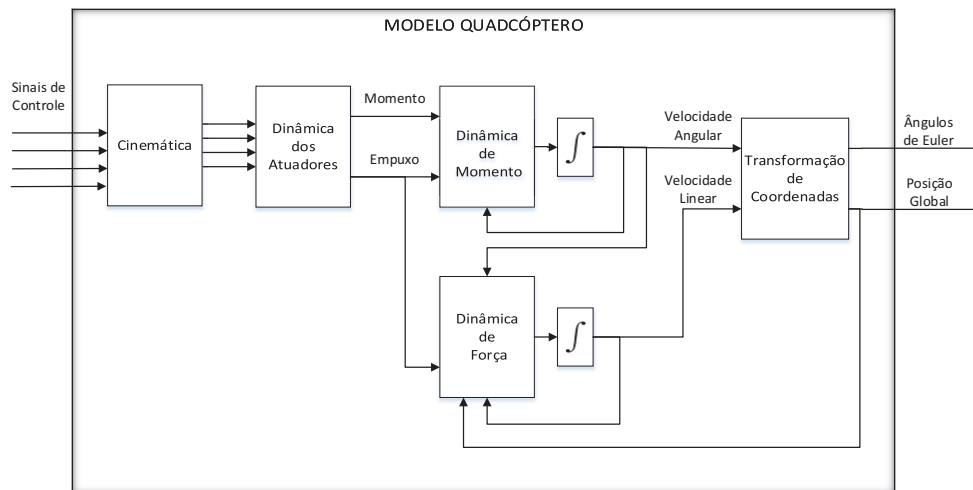 MODELO QUADCÓPTERO
Sinais de
Controle
Cinemática
Dinâmica
dos
Atuadores
Momento
Empuxo
Dinâmica
de
Momento
∫
Velocidade
Angular
Velocidade
Linear
Transformação
de
Coordenadas
Ângulos
de Euler
Posição
Global
Dinâmica
de
Força
∫